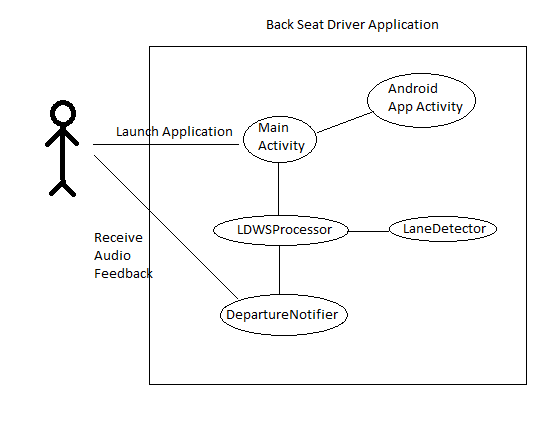 Back Seat Driver Application
Android
App Activity
Launch Application
Main
Activity
LDWSProcessor
LaneDetector
Receive
Audio
Feedback
DepartureNotifier